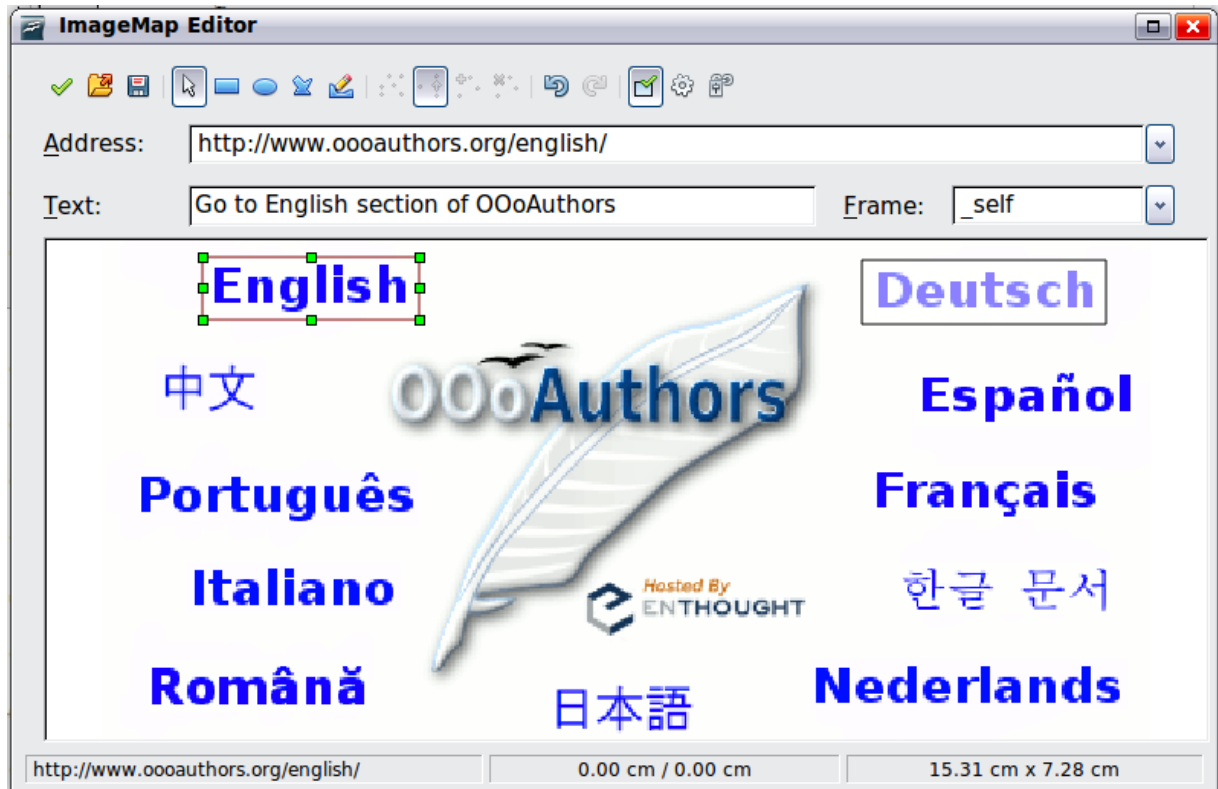 ImageMap Editor
Address: http://www.oooauthors.org/english/
Text: Go to English section of OOoAuthors Frame: _self
English Deutsch
中文 OOoAuthors Español
Português Français
Italiano Hosted By 한글 문서
ENTHOUGHT
Română 日本語 Nederlands
http://www.oooauthors.org/english/ 0.00 cm / 0.00 cm 15.31 cm x 7.28 cm